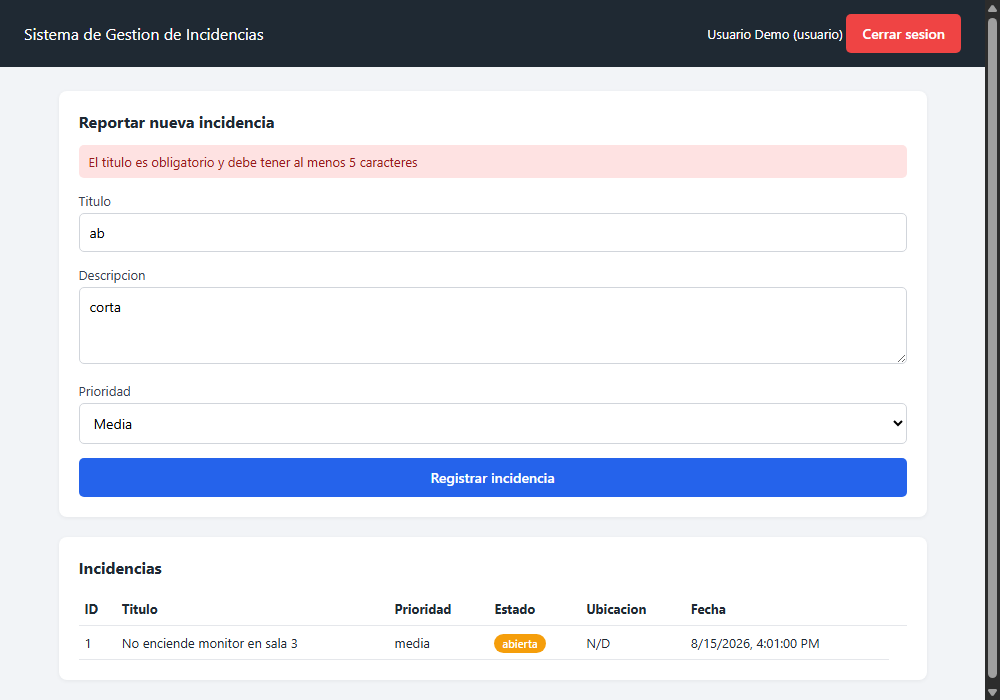 Sistema de Gestion de Incidencias
Usuario Demo (usuario) Cerrar sesion
Reportar nueva incidencia
El titulo es obligatorio y debe tener al menos 5 caracteres
Titulo
ab
Descripcion
corta
Prioridad
Media
Registrar incidencia
Incidencias
ID Titulo Prioridad Estado Ubicacion Fecha
1 No enciende monitor en sala 3 media abierta N/D 8/15/2026, 4:01:00 PM